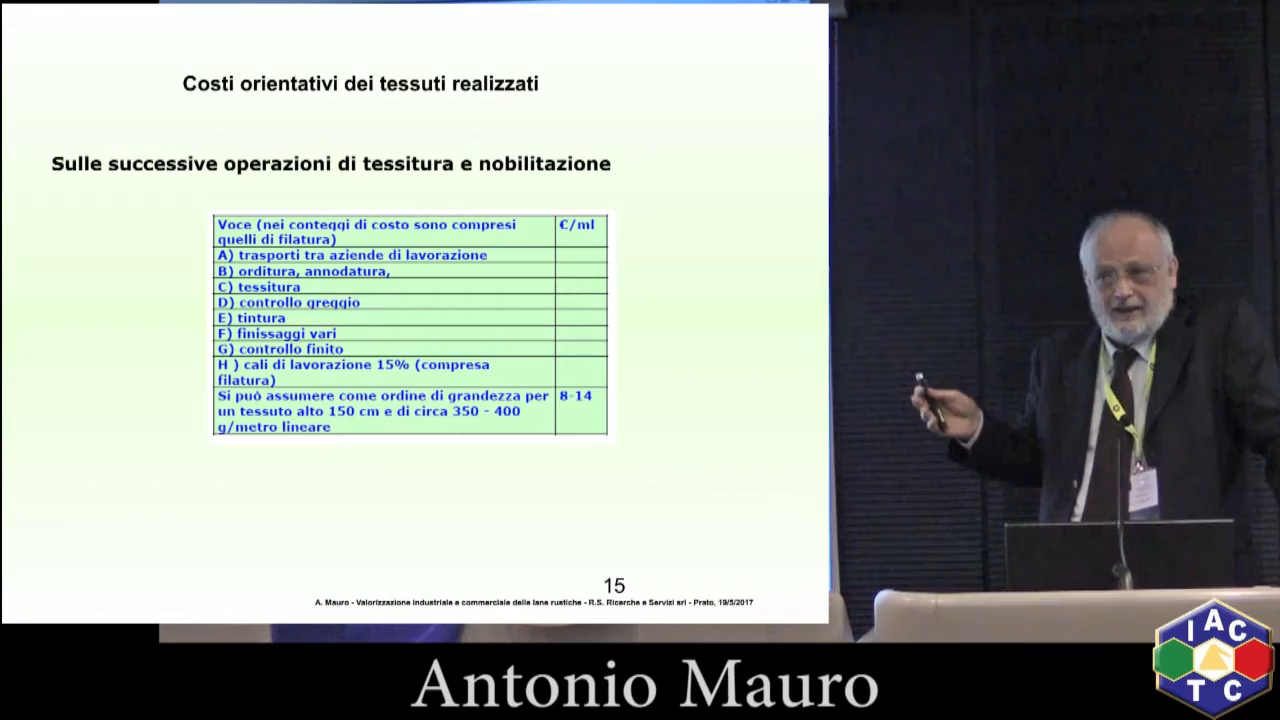 Costi orientativi dei tessuti realizzati
Sulle successive operazioni di tessitura e nobilitazione
Voce (nei conteggi di costo sono compresi €/ml
quelli di filatura)
A) trasporti tra aziende di lavorazione
B) orditura, annodatura,
C) tessitura
D) controllo greggio
E) tintura
F) finissaggi vari
G) controllo finito
H ) cali di lavorazione 15% (compresa
filatura)
Si può assumere come ordine di grandezza per 8-14
un tessuto alto 150 cm e di circa 350 - 400
g/metro lineare
15
A. Mauro - Valorizzazione industriale e commerciale delle lane rustiche - R.S. Ricerche e Servizi srl - Prato, 19/5/2017
Antonio Mauro
I A C
T C